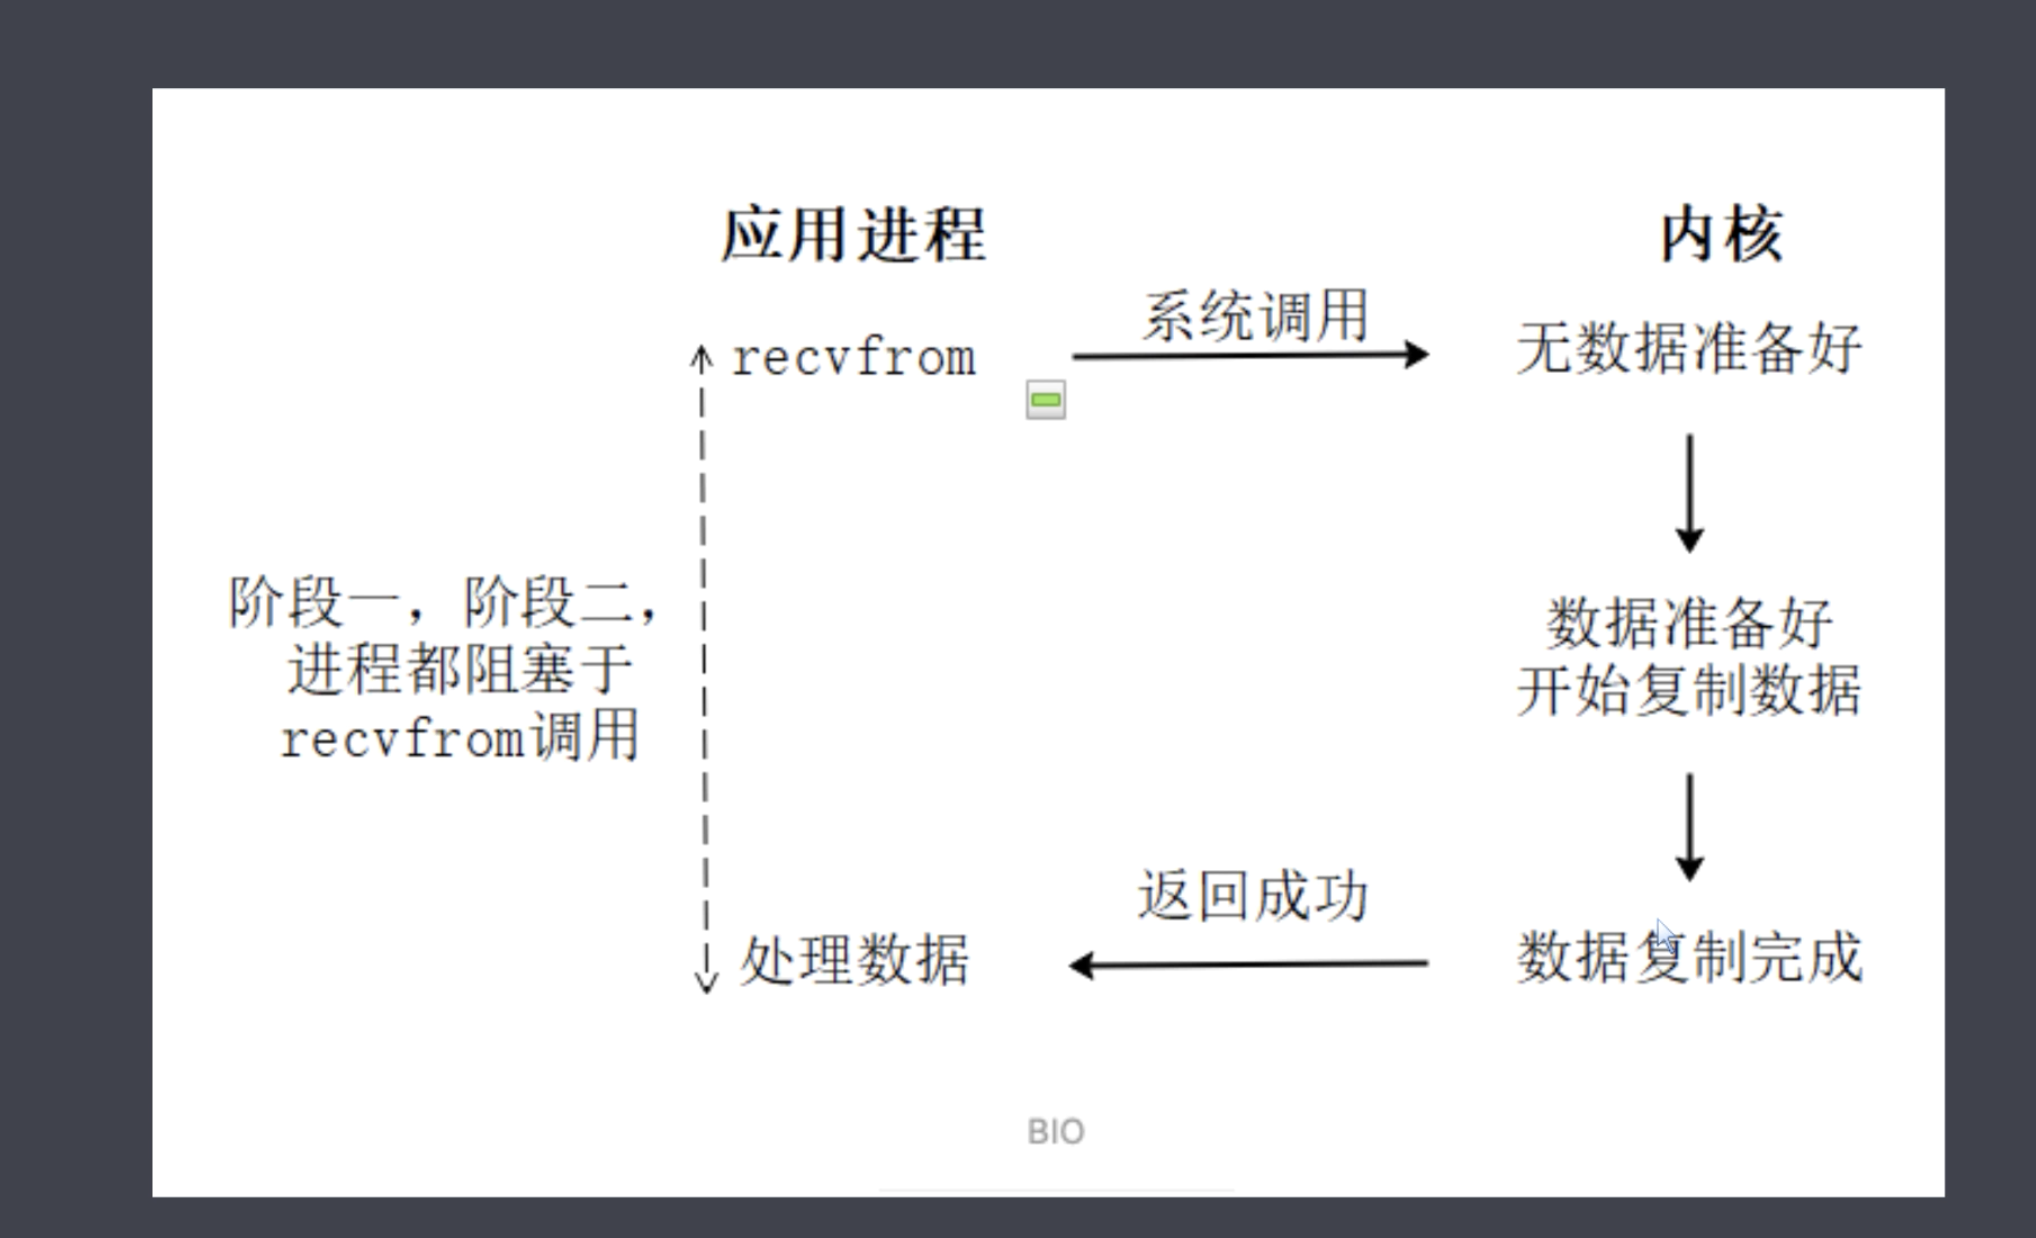 应用进程
内核
系统调用
recvfrom
无数据准备好
阶段一，阶段二，
进程都阻塞于
recvfrom调用
数据准备好
开始复制数据
返回成功
处理数据
数据复制完成
BIO